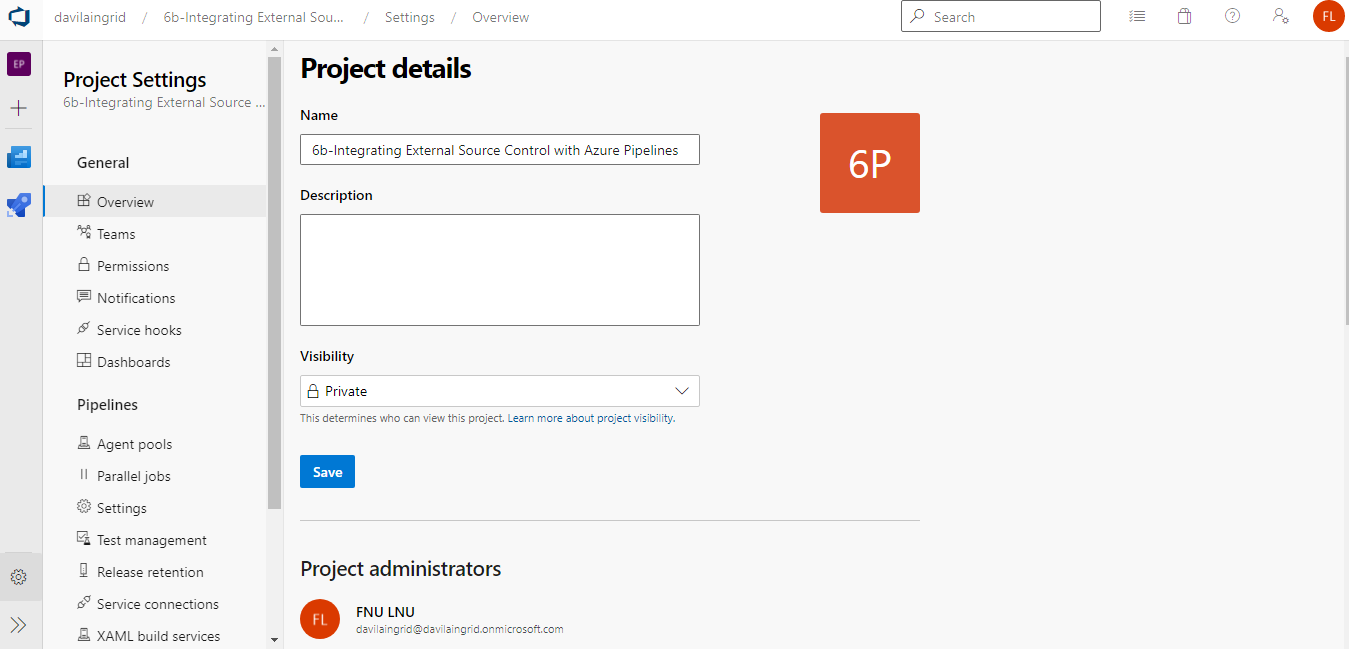 davilaingrid / 6b-Integrating External Sou... / Settings / Overview
Search
FL
EP
Project Settings
6b-Integrating External Source ...
General
Overview
Teams
Permissions
Notifications
Service hooks
Dashboards
Pipelines
Agent pools
Parallel jobs
Settings
Test management
Release retention
Service connections
XAML build services
Project details
Name
6b-Integrating External Source Control with Azure Pipelines
6P
Description
Visibility
Private
This determines who can view this project. Learn more about project visibility.
Save
Project administrators
FL
FNU LNU
davilaingrid@davilaingrid.onmicrosoft.com